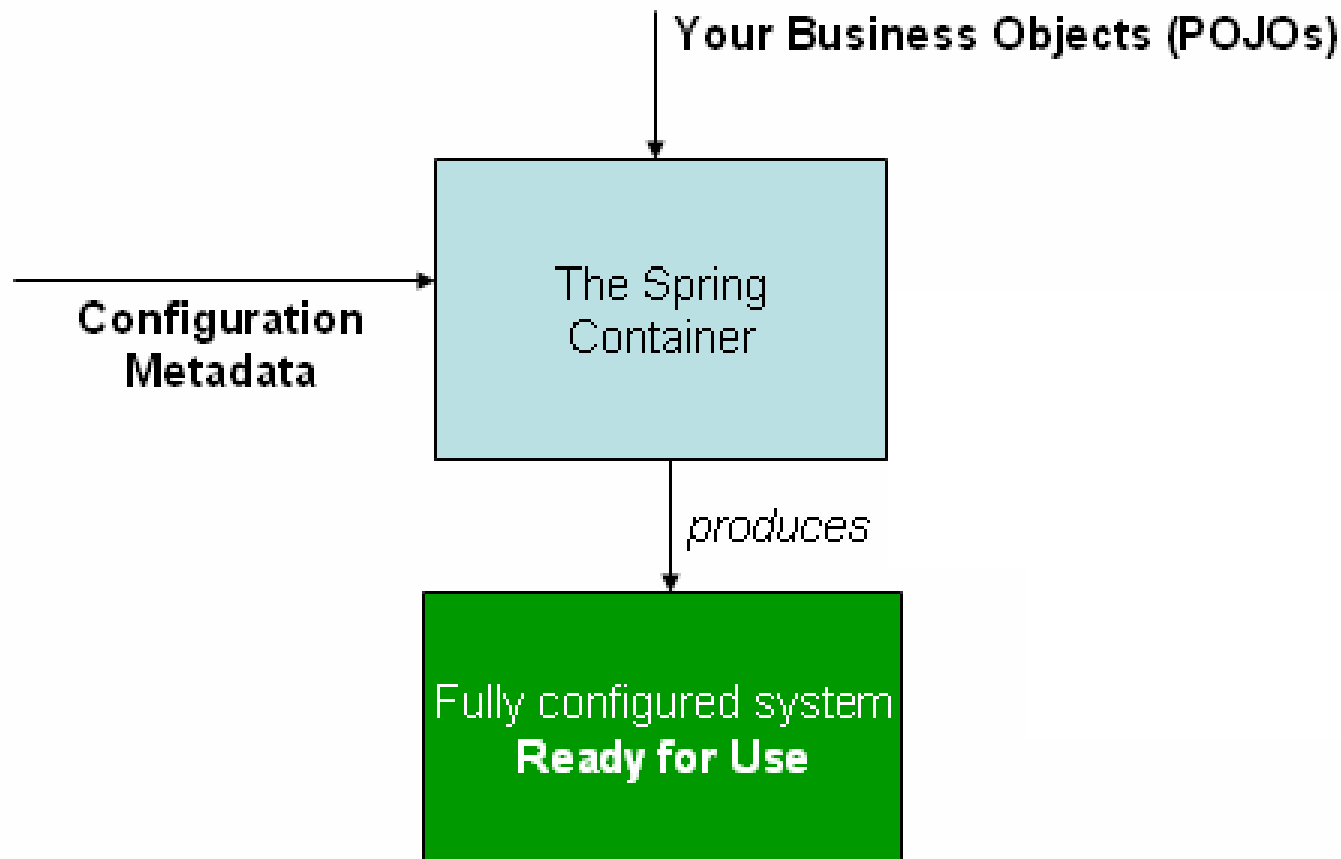 Your Business Objects (POJOs)
The Spring
Container
Configuration
Metadata
produces
Fully configured system
Ready for Use